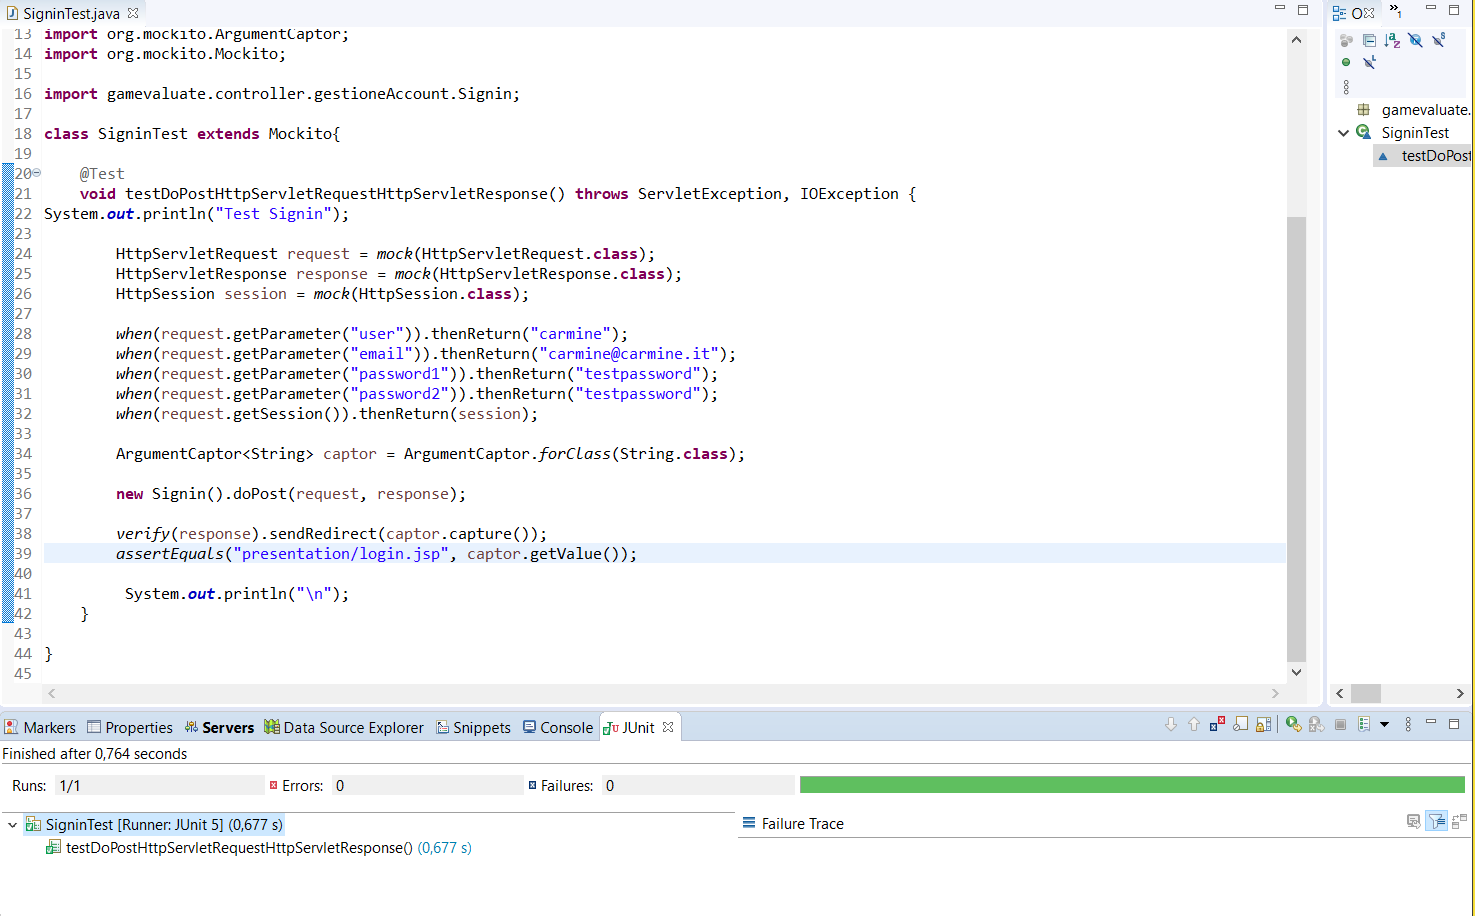 SigninTest.java
13 import org.mockito.ArgumentCaptor;
14 import org.mockito.Mockito;
15
16 import gamevaluate.controller.gestioneAccount.Signin;
17
18 class SigninTest extends Mockito{
19
20 @Test
21 void testDoPostHttpServletRequestHttpServletResponse() throws ServletException, IOException {
22 System.out.println("Test Signin");
23
24 HttpServletRequest request = mock(HttpServletRequest.class);
25 HttpServletResponse response = mock(HttpServletResponse.class);
26 HttpSession session = mock(HttpSession.class);
27
28 when(request.getParameter("user")).thenReturn("carmine");
29 when(request.getParameter("email")).thenReturn("carmine@carmine.it");
30 when(request.getParameter("password1")).thenReturn("testpassword");
31 when(request.getParameter("password2")).thenReturn("testpassword");
32 when(request.getSession()).thenReturn(session);
33
34 ArgumentCaptor<String> captor = ArgumentCaptor.forClass(String.class);
35
36 new Signin().doPost(request, response);
37
38 verify(response).sendRedirect(captor.capture());
39 assertEquals("presentation/login.jsp", captor.getValue());
40
41 System.out.println("\n");
42 }
43
44 }
45
O
»1
gamevaluate.
SigninTest
testDoPost
Markers Properties Servers Data Source Explorer Snippets Console JUnit
Finished after 0,764 seconds
Runs: 1/1 Errors: 0 Failures: 0
SigninTest [Runner: JUnit 5] (0,677 s)
testDoPostHttpServletRequestHttpServletResponse() (0,677 s)
Failure Trace